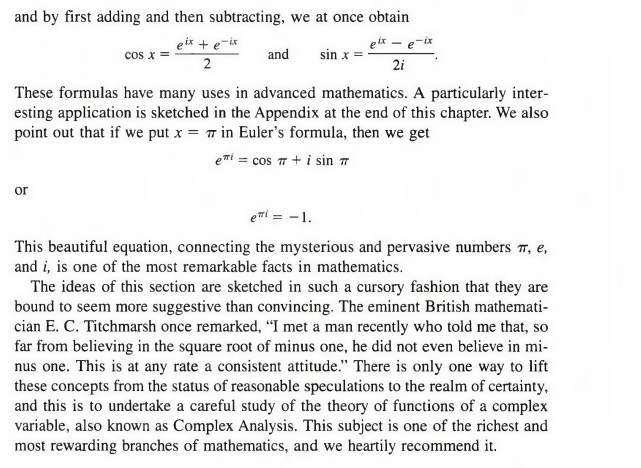 and by first adding and then subtracting, we at once obtain
cos x = (e^{ix} + e^{-ix})/2 and sin x = (e^{ix} − e^{-ix})/2i.
These formulas have many uses in advanced mathematics. A particularly inter-
esting application is sketched in the Appendix at the end of this chapter. We also
point out that if we put x = π in Euler's formula, then we get
e^{πi} = cos π + i sin π
or
e^{πi} = −1.
This beautiful equation, connecting the mysterious and pervasive numbers π, e,
and i, is one of the most remarkable facts in mathematics.
The ideas of this section are sketched in such a cursory fashion that they are
bound to seem more suggestive than convincing. The eminent British mathemati-
cian E. C. Titchmarsh once remarked, "I met a man recently who told me that, so
far from believing in the square root of minus one, he did not even believe in mi-
nus one. This is at any rate a consistent attitude." There is only one way to lift
these concepts from the status of reasonable speculations to the realm of certainty,
and this is to undertake a careful study of the theory of functions of a complex
variable, also known as Complex Analysis. This subject is one of the richest and
most rewarding branches of mathematics, and we heartily recommend it.